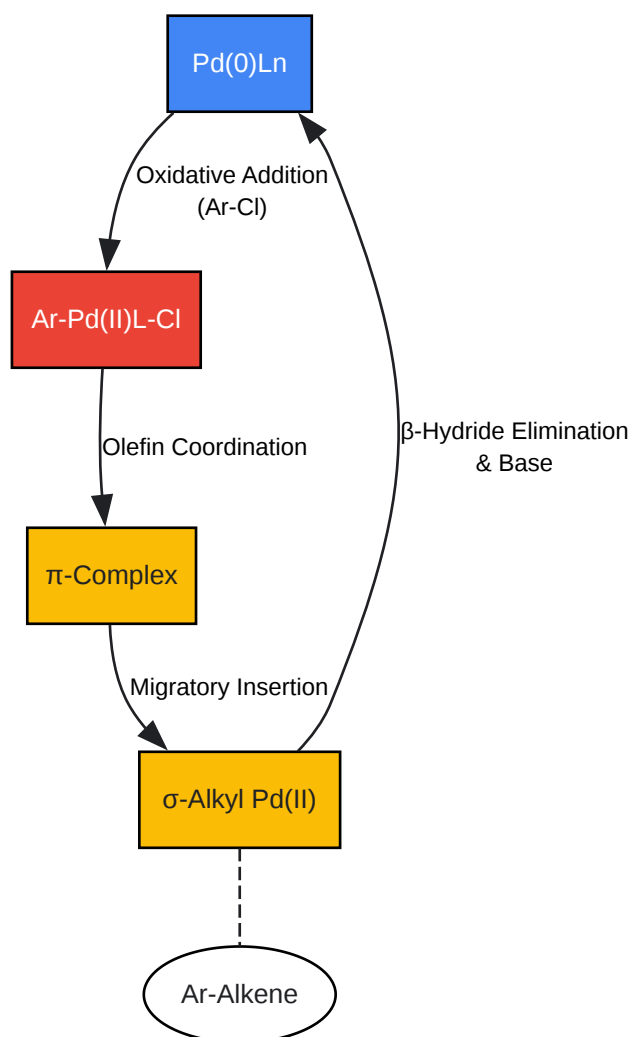 Pd(0)Ln
Oxidative Addition
(Ar-Cl)
Ar-Pd(II)L-Cl
Olefin Coordination
β-Hydride Elimination
& Base
π-Complex
Migratory Insertion
σ-Alkyl Pd(II)
Ar-Alkene